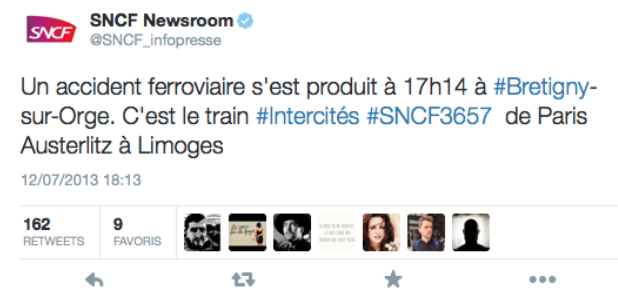 SNCF
SNCF Newsroom
@SNCF_infopresse
Un accident ferroviaire s'est produit à 17h14 à #Bretigny-
sur-Orge. C'est le train #Intercités #SNCF3657 de Paris
Austerlitz à Limoges
12/07/2013 18:13
162
RETWEETS
9
FAVORIS